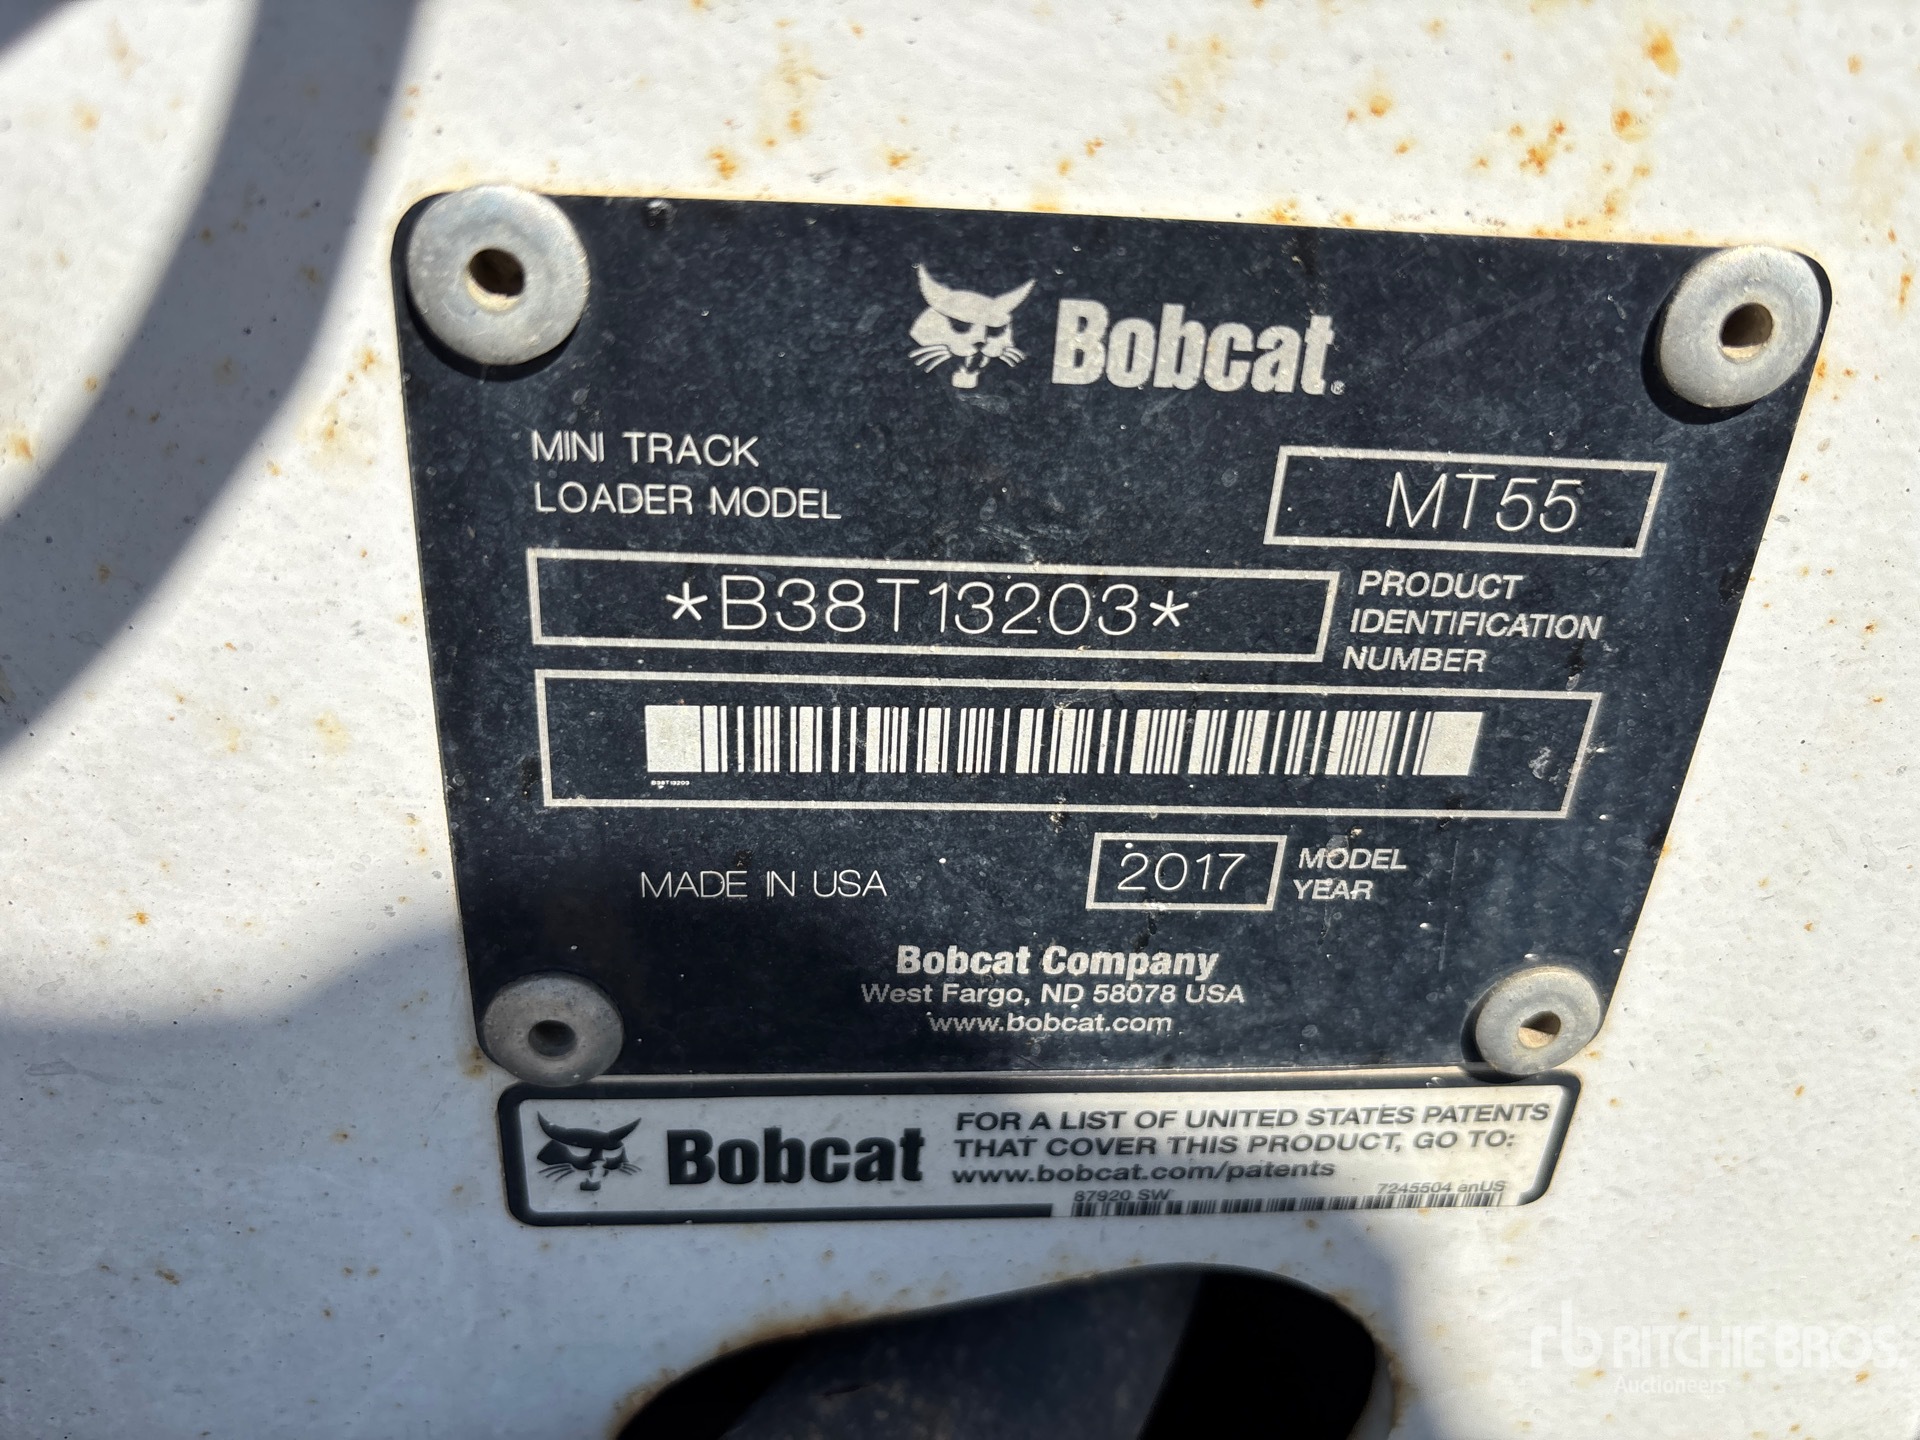 Bobcat®
MINI TRACK
LOADER MODEL
MT55
*B38T13203*
PRODUCT
IDENTIFICATION
NUMBER
B38T13203
MADE IN USA
2017
MODEL
YEAR
Bobcat Company
West Fargo, ND 58078 USA
www.bobcat.com
Bobcat
FOR A LIST OF UNITED STATES PATENTS
THAT COVER THIS PRODUCT, GO TO:
www.bobcat.com/patents
87920 SW
7245504 enUS
rb RITCHIE BROS.
Auctioneers